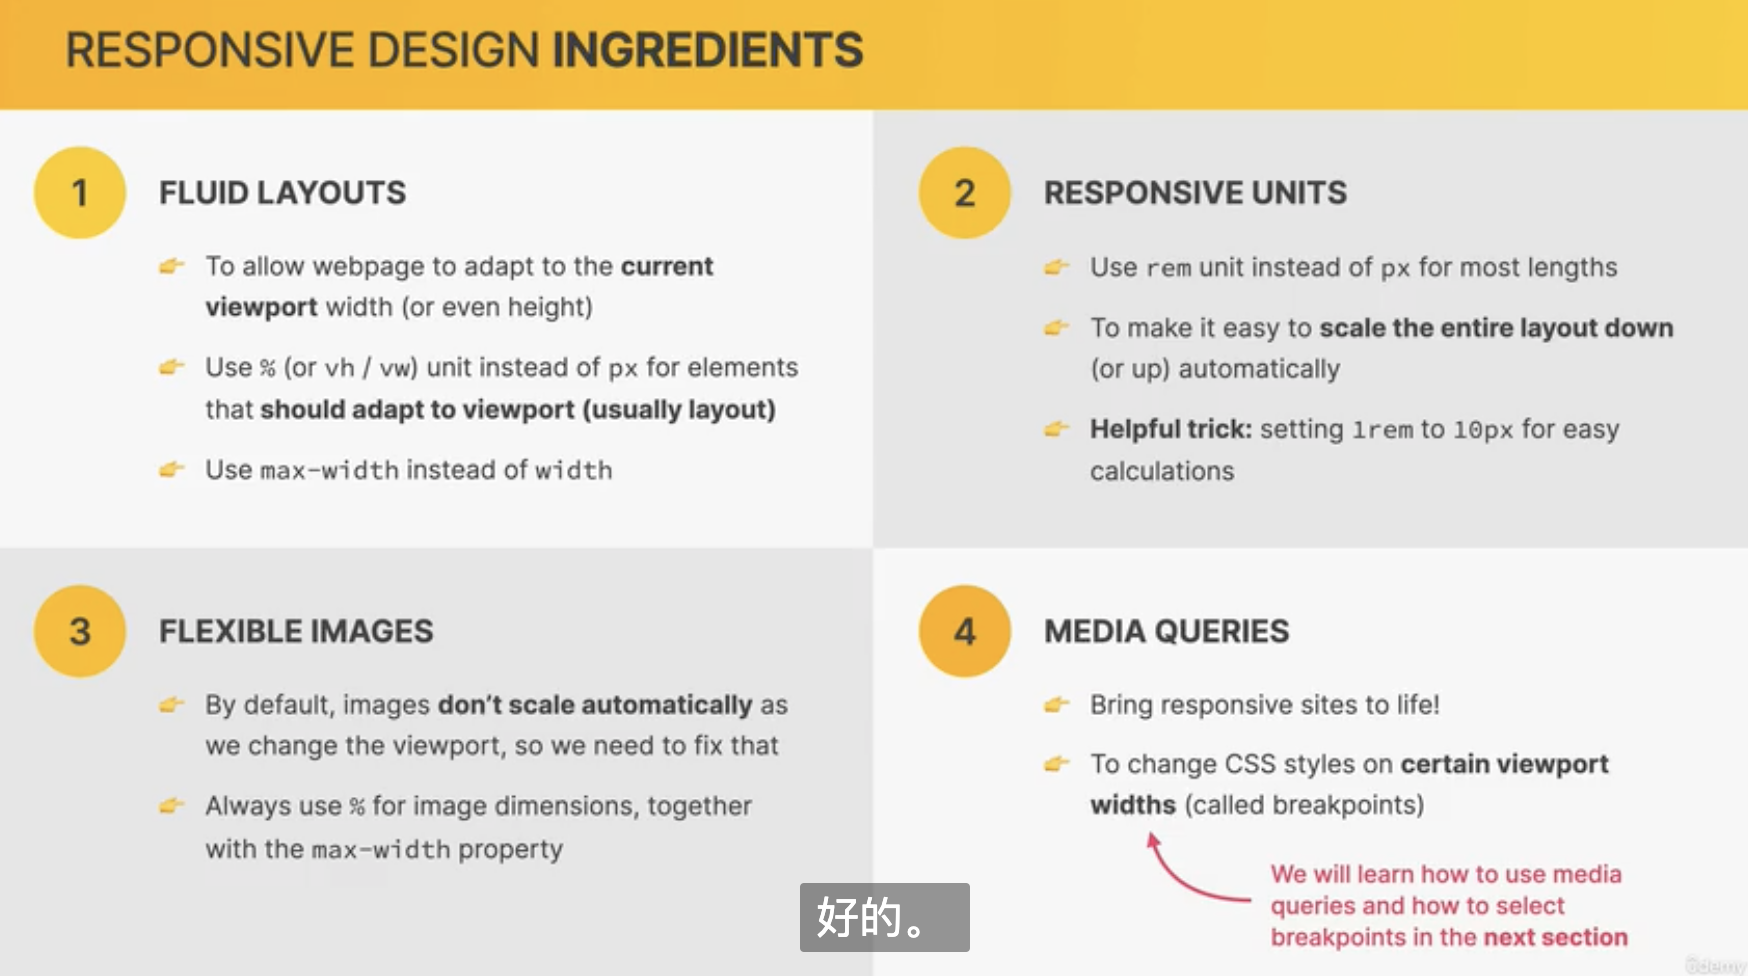 RESPONSIVE DESIGN INGREDIENTS
1
FLUID LAYOUTS
To allow webpage to adapt to the current
viewport width (or even height)
Use % (or vh / vw) unit instead of px for elements
that should adapt to viewport (usually layout)
Use max-width instead of width
2
RESPONSIVE UNITS
Use rem unit instead of px for most lengths
To make it easy to scale the entire layout down
(or up) automatically
Helpful trick: setting 1rem to 10px for easy
calculations
3
FLEXIBLE IMAGES
By default, images don’t scale automatically as
we change the viewport, so we need to fix that
Always use % for image dimensions, together
with the max-width property
4
MEDIA QUERIES
Bring responsive sites to life!
To change CSS styles on certain viewport
widths (called breakpoints)
We will learn how to use media
queries and how to select
breakpoints in the next section
好的。
ûdemy